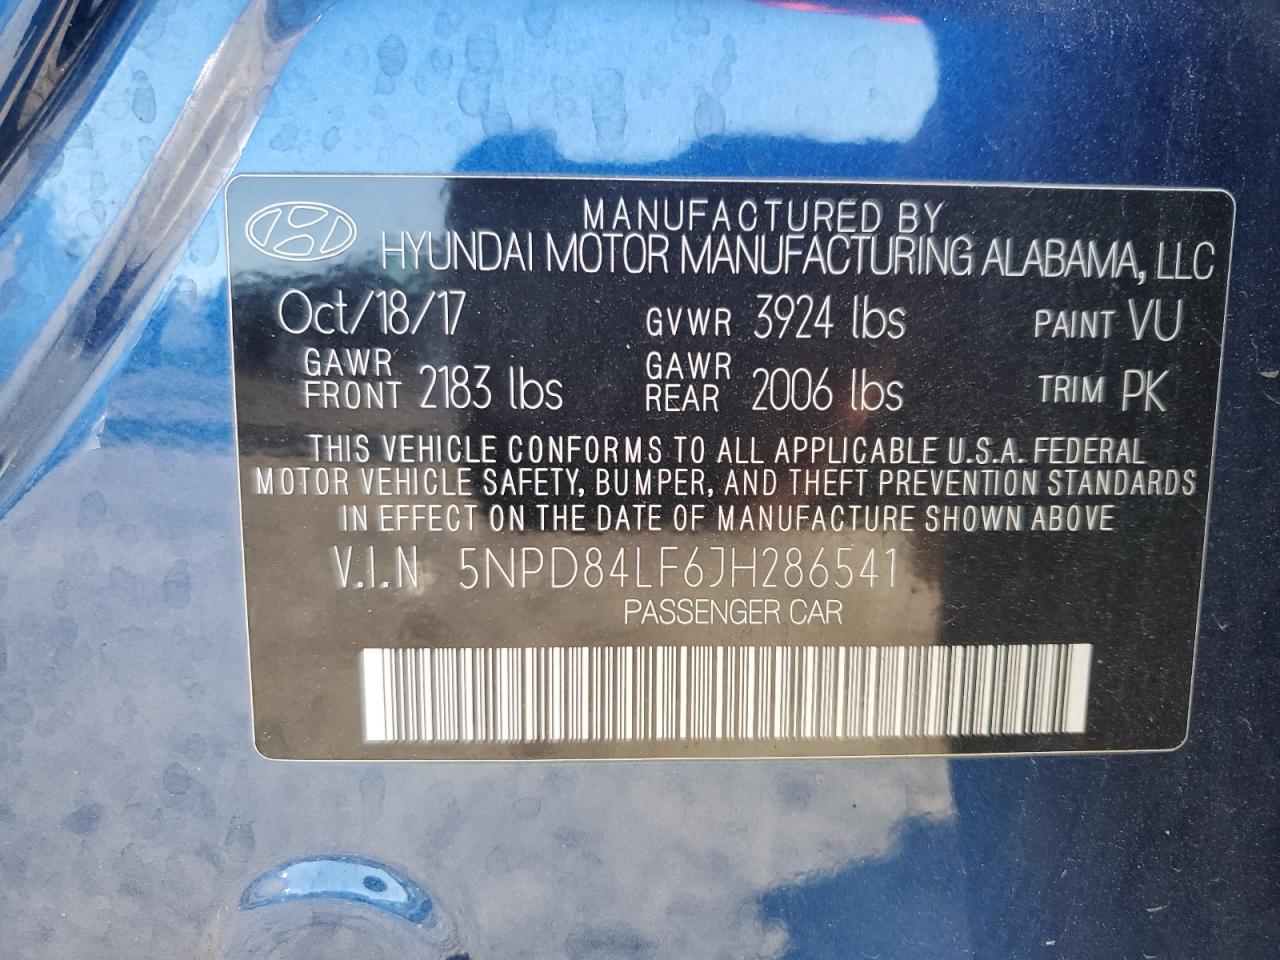 MANUFACTURED BY
HYUNDAI MOTOR MANUFACTURING ALABAMA, LLC
Oct/18/17 GVWR 3924 lbs PAINT VU
GAWR FRONT 2183 lbs GAWR REAR 2006 lbs TRIM PK
THIS VEHICLE CONFORMS TO ALL APPLICABLE U.S.A. FEDERAL
MOTOR VEHICLE SAFETY, BUMPER, AND THEFT PREVENTION STANDARDS
IN EFFECT ON THE DATE OF MANUFACTURE SHOWN ABOVE
V.I.N 5NPD84LF6JH286541
PASSENGER CAR